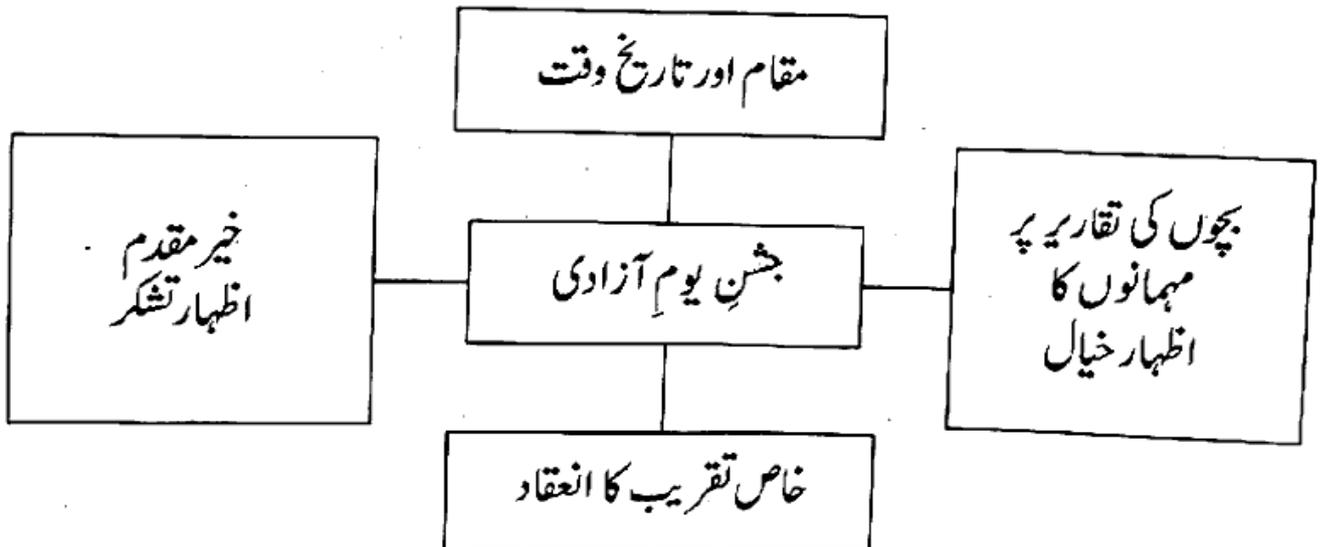 مقام اور تاریخ وقت
بچوں کی تقاریر پر
مہمانوں کا
اظہار خیال
جشنِ یومِ آزادی
خیر مقدم
اظہار تشکر
خاص تقریب کا انعقاد